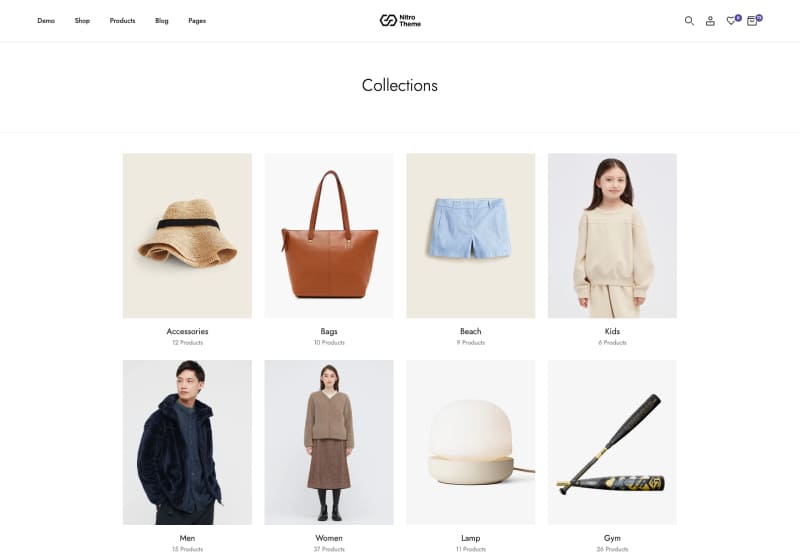 Demo Shop Products Blog Pages
Nitro
Theme
0
Collections
Accessories
12 Products
Bags
10 Products
Beach
9 Products
Kids
6 Products
Men
15 Products
Women
37 Products
Lamp
11 Products
Gym
26 Products